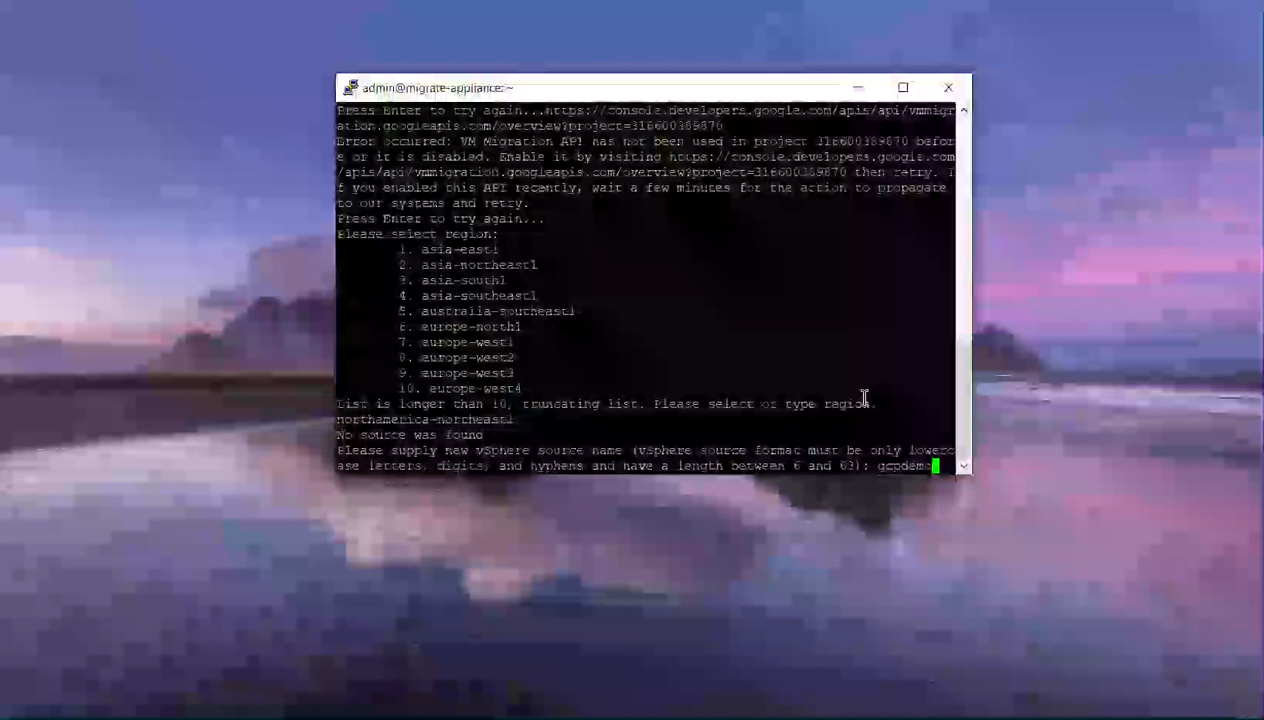 admin@migrate-appliance: ~
Press Enter to try again...https://console.developers.google.com/apis/api/vmmigr
ation.googleapis.com/overview?project=316600389870
Error occurred: VM Migration API has not been used in project 316600389870 befor
e or it is disabled. Enable it by visiting https://console.developers.google.com
/apis/api/vmmigration.googleapis.com/overview?project=316600389870 then retry. I
f you enabled this API recently, wait a few minutes for the action to propagate
to our systems and retry.
Press Enter to try again...
Please select region:
1. asia-east1
2. asia-northeast1
3. asia-south1
4. asia-southeast1
5. australia-southeast1
6. europe-north1
7. europe-west1
8. europe-west2
9. europe-west3
10. europe-west4
List is longer than 10, truncating list. Please select or type region.
northamerica-northeast1
No source was found
Please supply new vSphere source name (vSphere source format must be only lowerc
ase letters, digits, and hyphens and have a length between 6 and 63): gcpdemo